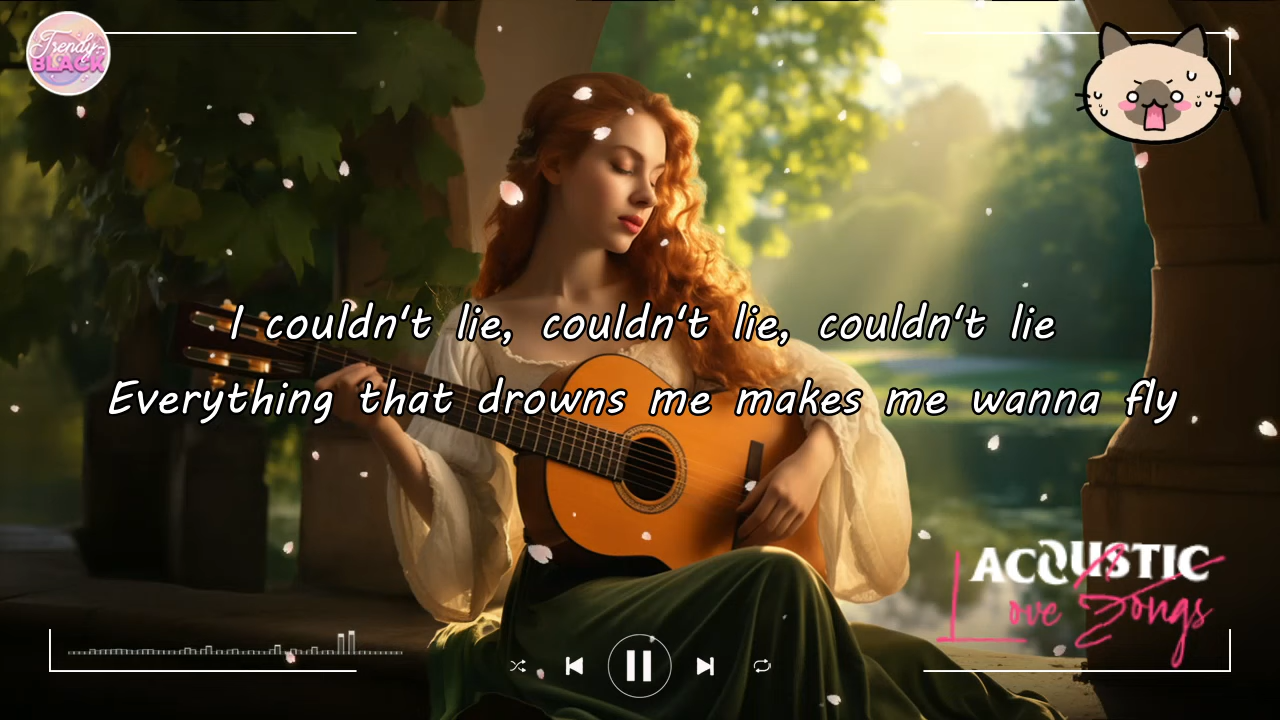 Trendy
BLACK
I couldn't lie, couldn't lie, couldn't lie
Everything that drowns me makes me wanna fly
ACOUSTIC
Love Songs